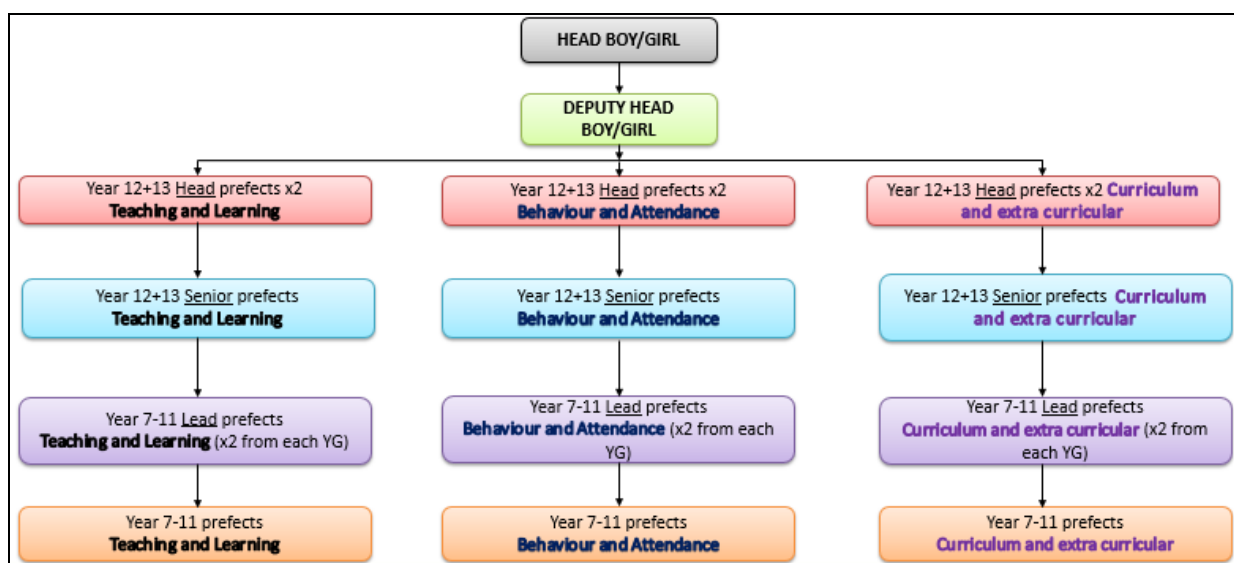 HEAD BOY/GIRL
DEPUTY HEAD
BOY/GIRL
Year 12+13 Head prefects x2
Teaching and Learning
Year 12+13 Head prefects x2
Behaviour and Attendance
Year 12+13 Head prefects x2 Curriculum
and extra curricular
Year 12+13 Senior prefects
Teaching and Learning
Year 12+13 Senior prefects
Behaviour and Attendance
Year 12+13 Senior prefects Curriculum
and extra curricular
Year 7-11 Lead prefects
Teaching and Learning (x2 from each YG)
Year 7-11 Lead prefects
Behaviour and Attendance (x2 from each
YG)
Year 7-11 Lead prefects
Curriculum and extra curricular (x2 from
each YG)
Year 7-11 prefects
Teaching and Learning
Year 7-11 prefects
Behaviour and Attendance
Year 7-11 prefects
Curriculum and extra curricular